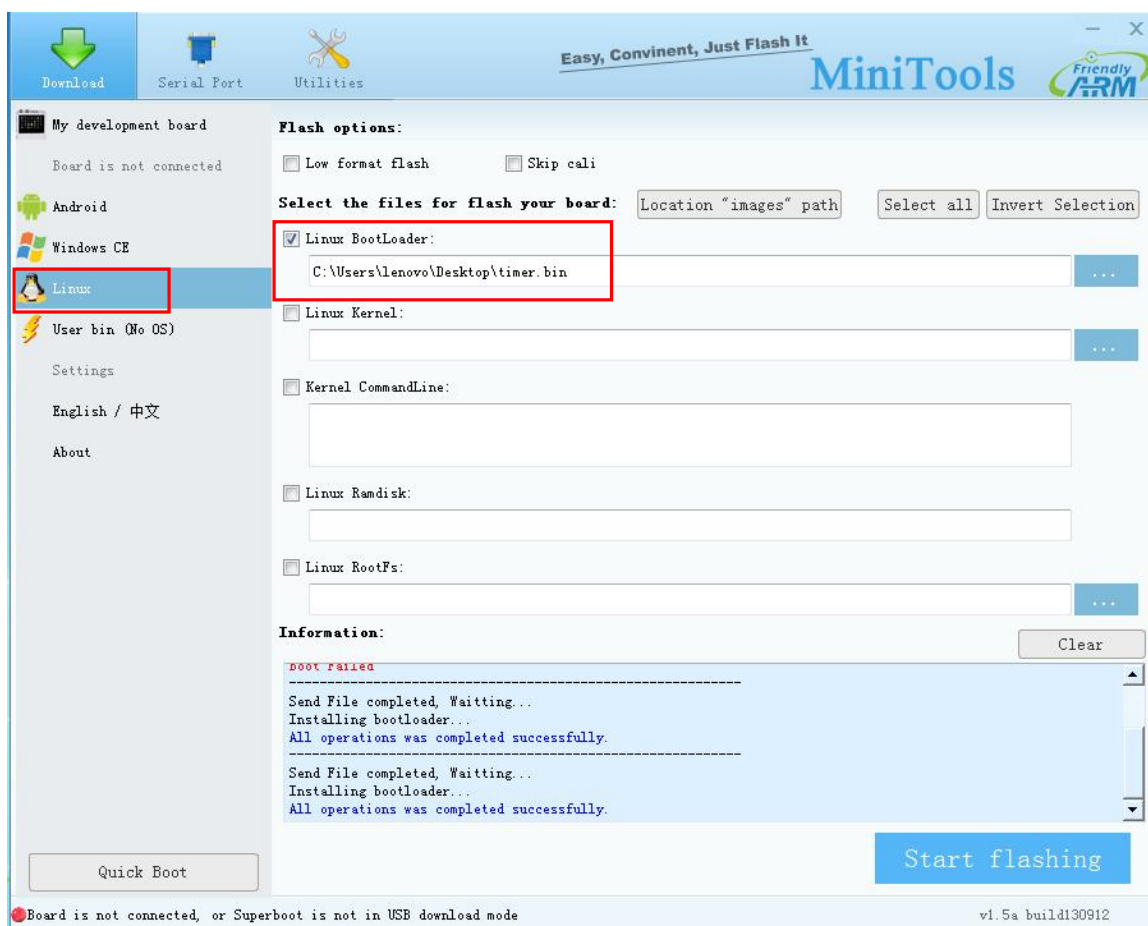 Easy, Convinent, Just Flash It
MiniTools
Friendly ARM
Download
Serial Port
Utilities
My development board
Board is not connected
Android
Windows CE
Linux
User bin (No OS)
Settings
English / 中文
About
Quick Boot
Flash options:
Low format flash Skip cali
Select the files for flash your board: Location "images" path Select all Invert Selection
Linux BootLoader:
C:\Users\lenovo\Desktop\timer.bin ...
Linux Kernel:
...
Kernel CommandLine:
Linux Ramdisk:
Linux RootFs:
...
Information:
Clear
boot Failed
--------------------------------------------------------
Send File completed, Waitting...
Installing bootloader...
All operations was completed successfully.
--------------------------------------------------------
Send File completed, Waitting...
Installing bootloader...
All operations was completed successfully.
Start flashing
Board is not connected, or Superboot is not in USB download mode v1.5a build130912